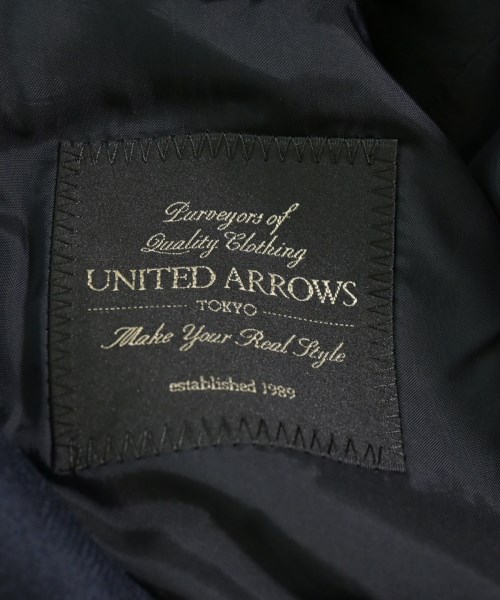 Purveyors of
Quality Clothing
UNITED ARROWS
TOKYO
Make Your Real Style
established 1989